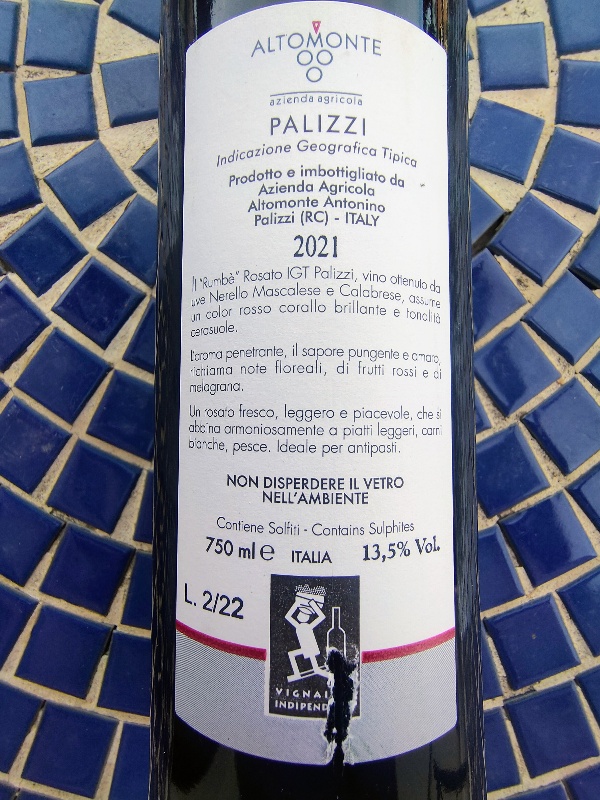 ALTOMONTE
azienda agricola
PALIZZI
Indicazione Geografica Tipica
Prodotto e imbottigliato da
Azienda Agricola
Altomonte Antonino
Palizzi (RC) - ITALY
2021
Il "Rumbè" Rosato IGT Palizzi, vino ottenuto da
uve Nerello Mascalese e Calabrese, assume
un color rosso corallo brillante e tonalità
cerasuole.
L'aroma penetrante, il sapore pungente e amaro,
richiama note floreali, di frutti rossi e di
melagrana.
Un rosato fresco, leggero e piacevole, che si
abbina armoniosamente a piatti leggeri, carni
bianche, pesce. Ideale per antipasti.
NON DISPERDERE IL VETRO
NELL'AMBIENTE
Contiene Solfiti - Contains Sulphites
750 ml e ITALIA 13,5% Vol.
L. 2/22